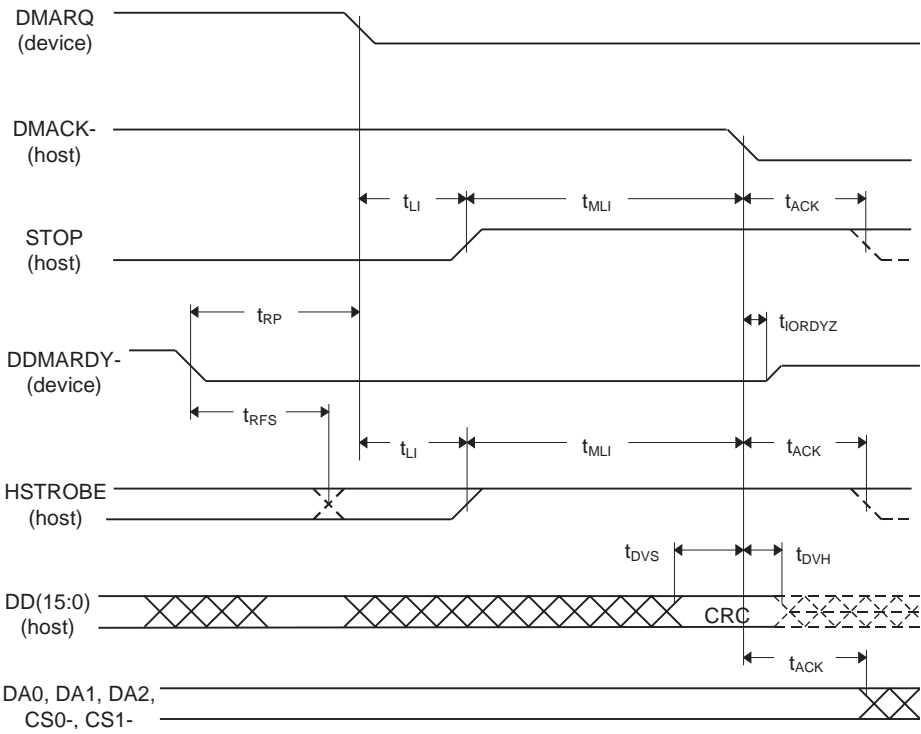 DMARQ
(device)
DMACK-
(host)
tLI
tMLI
tACK
STOP
(host)
tRP
tIORDYZ
DDMARDY-
(device)
tRFS
tLI
tMLI
tACK
HSTROBE
(host)
tDVS
tDVH
DD(15:0)
(host)
CRC
tACK
DA0, DA1, DA2,
CS0-, CS1-